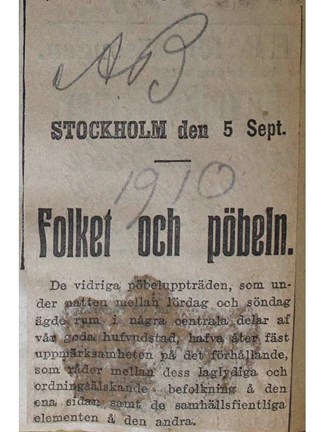 AB
STOCKHOLM den 5 Sept.
1910
Folket och pöbeln.
De vidriga pöbelupptråden, som un-
der natten mellan lördag och söndag
ägde rum i några centrala delar af
vår goda hufvudstad, hafva åter fäst
uppmärksamheten på det förhållande,
som råder mellan dess laglydiga och
ordningsälskande befolkning å den
ena sidan samt de samhällsfientliga
elementen å den andra.